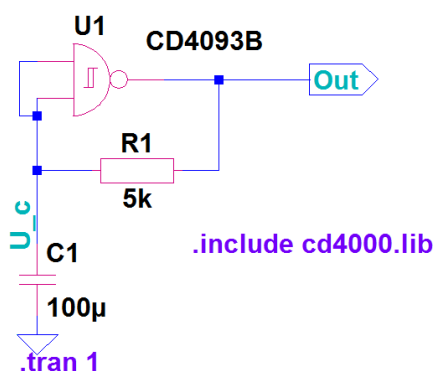 U1
CD4093B
Out
R1
5k
U_c
.include cd4000.lib
C1
100µ
.tran 1